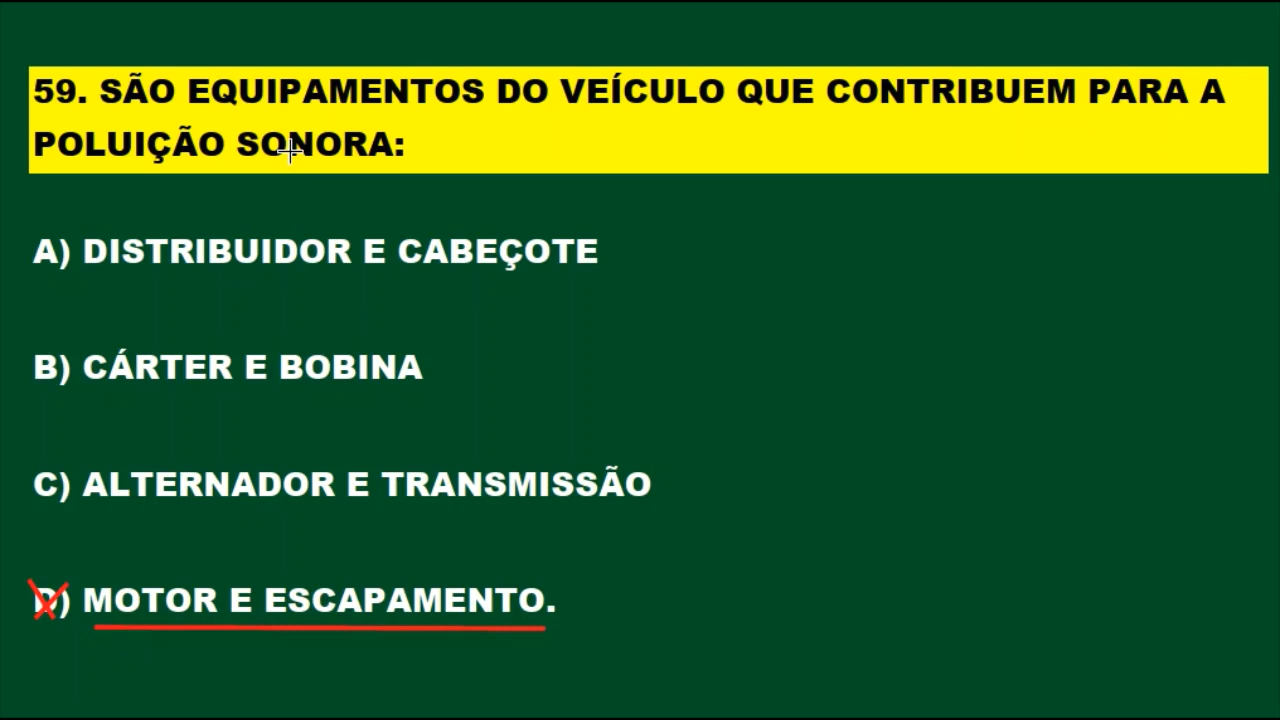 59. SÃO EQUIPAMENTOS DO VEÍCULO QUE CONTRIBUEM PARA A
POLUIÇÃO SONORA:
A) DISTRIBUIDOR E CABEÇOTE
B) CÁRTER E BOBINA
C) ALTERNADOR E TRANSMISSÃO
D) MOTOR E ESCAPAMENTO.